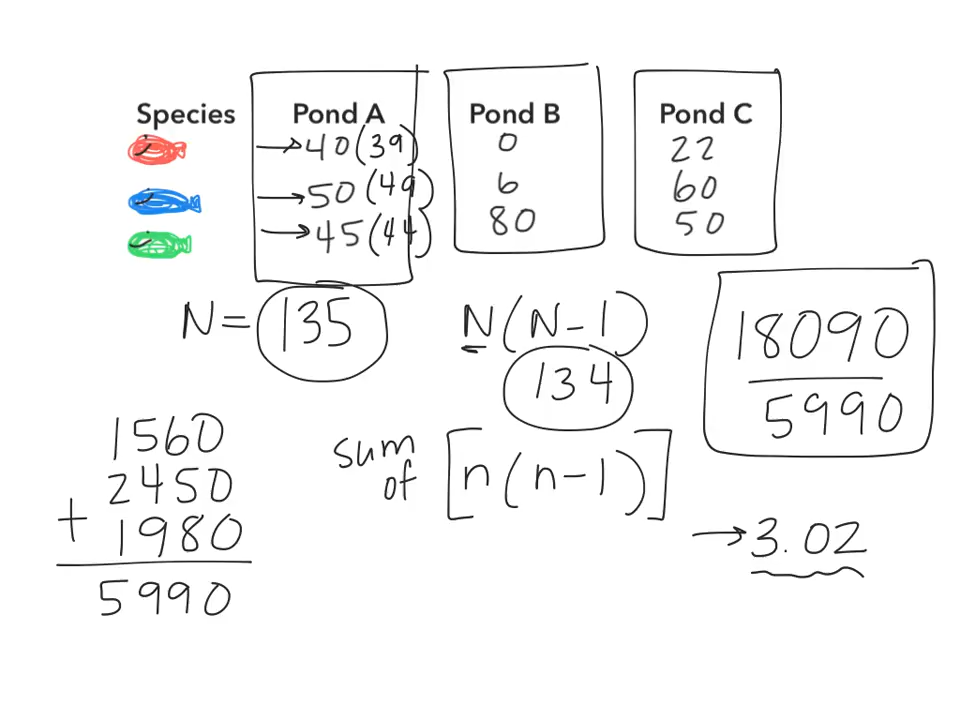 Species Pond A Pond B Pond C
→40(39) 0 22
→50(49) 6 60
→45(44) 80 50
N=135 N(N-1)
134
18090
5990
1560
2450
+1980
5990
sum of [n(n-1)]
→3.02